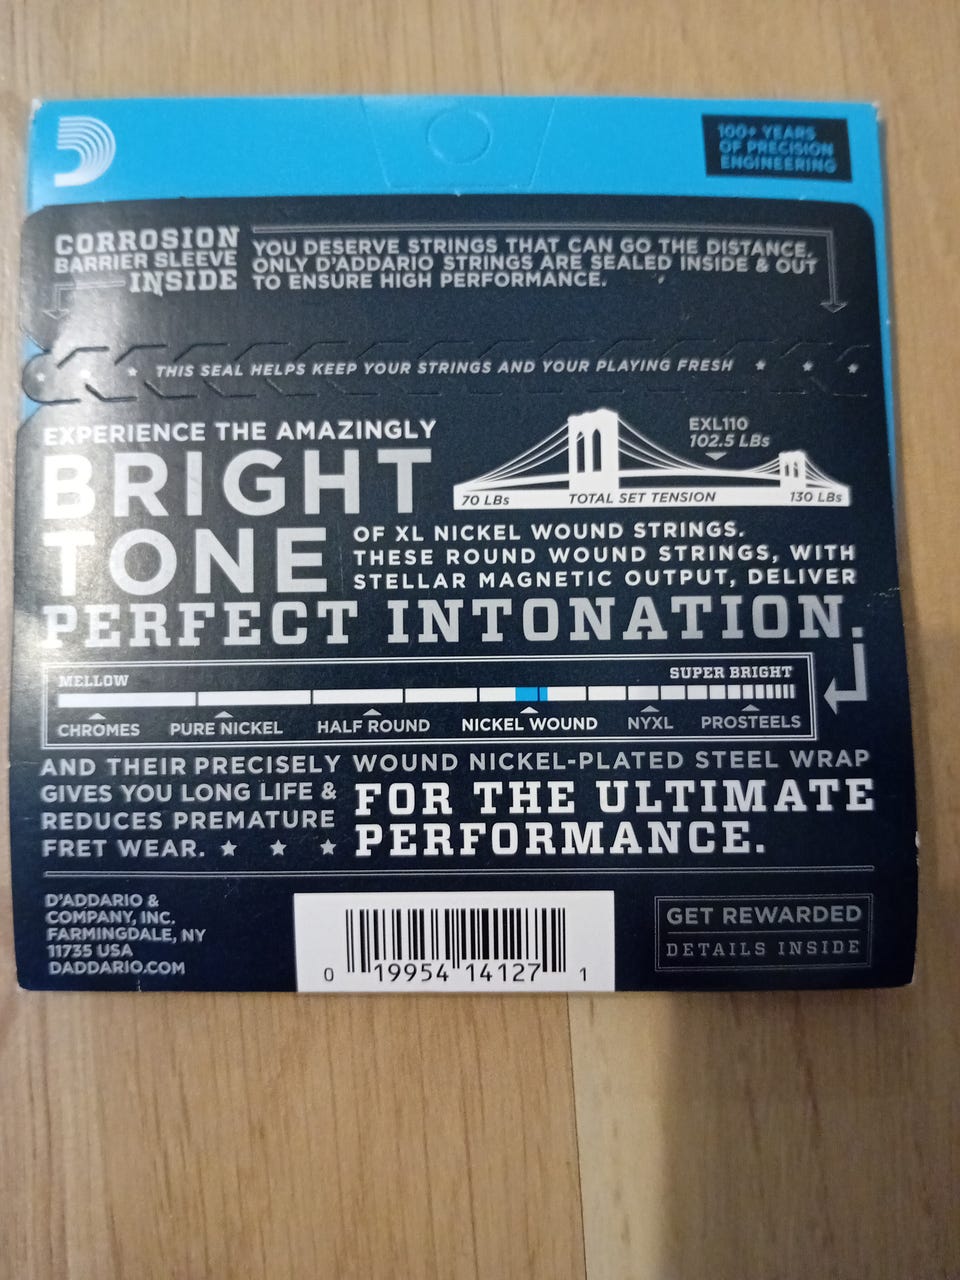 100+ YEARS
OF PRECISION
ENGINEERING
CORROSION
BARRIER SLEEVE
INSIDE
YOU DESERVE STRINGS THAT CAN GO THE DISTANCE.
ONLY D'ADDARIO STRINGS ARE SEALED INSIDE & OUT
TO ENSURE HIGH PERFORMANCE.
THIS SEAL HELPS KEEP YOUR STRINGS AND YOUR PLAYING FRESH
EXPERIENCE THE AMAZINGLY
BRIGHT
TONE
EXL110
102.5 LBs
70 LBs TOTAL SET TENSION 130 LBs
OF XL NICKEL WOUND STRINGS.
THESE ROUND WOUND STRINGS, WITH
STELLAR MAGNETIC OUTPUT, DELIVER
PERFECT INTONATION.
MELLOW SUPER BRIGHT
CHROMES PURE NICKEL HALF ROUND NICKEL WOUND NYXL PROSTEELS
AND THEIR PRECISELY WOUND NICKEL-PLATED STEEL WRAP
GIVES YOU LONG LIFE &
REDUCES PREMATURE
FRET WEAR.
FOR THE ULTIMATE
PERFORMANCE.
D'ADDARIO &
COMPANY, INC.
FARMINGDALE, NY
11735 USA
DADDARIO.COM
0 19954 14127 1
GET REWARDED
DETAILS INSIDE